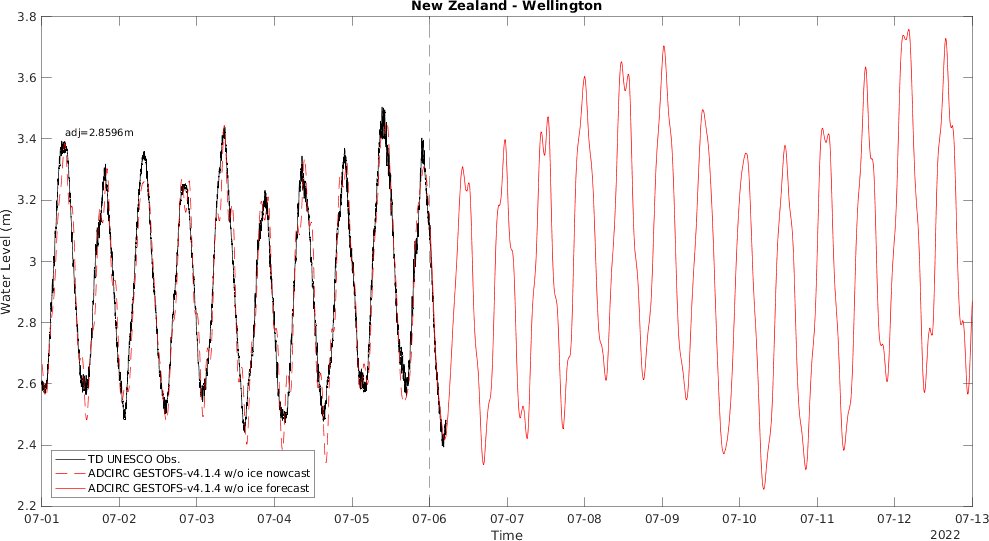 New Zealand - Wellington
3.8
3.6
3.4
3.2
3
2.8
2.6
2.4
2.2
Water Level (m)
adj=2.8596m
TD UNESCO Obs.
ADCIRC GESTOFS-v4.1.4 w/o ice nowcast
ADCIRC GESTOFS-v4.1.4 w/o ice forecast
07-01 07-02 07-03 07-04 07-05 07-06 07-07 07-08 07-09 07-10 07-11 07-12 07-13
Time
2022